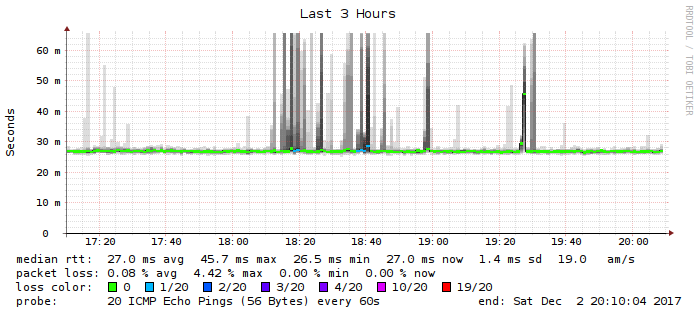 Last 3 Hours
RRDTOOL / TOBI OETIKER
Seconds
60 m
50 m
40 m
30 m
20 m
10 m
0
17:20 17:40 18:00 18:20 18:40 19:00 19:20 19:40 20:00
median rtt: 27.0 ms avg 45.7 ms max 26.5 ms min 27.0 ms now 1.4 ms sd 19.0 am/s
packet loss: 0.08 % avg 4.42 % max 0.00 % min 0.00 % now
loss color: 0 1/20 2/20 3/20 4/20 10/20 19/20
probe: 20 ICMP Echo Pings (56 Bytes) every 60s end: Sat Dec 2 20:10:04 2017